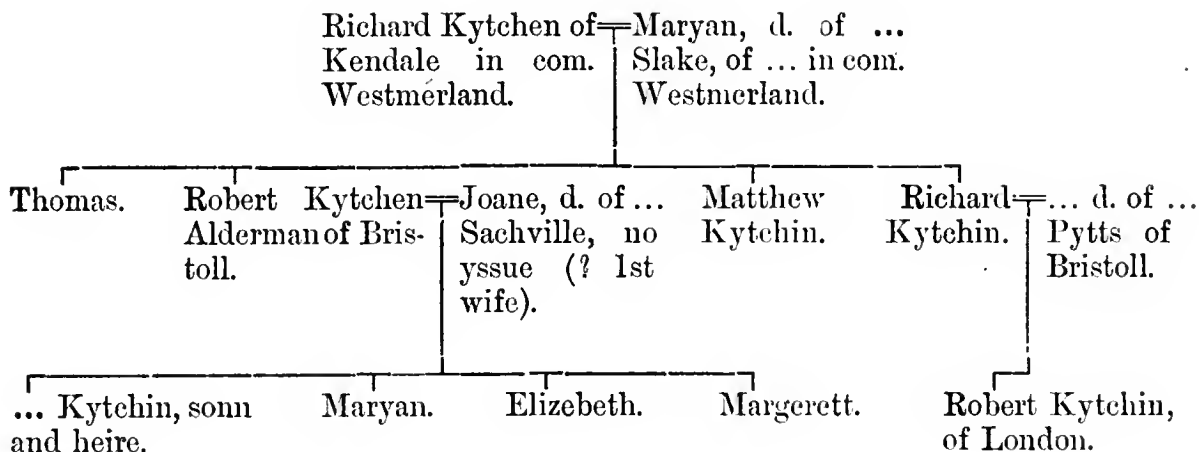 Richard Kytchen of
Kendale in com.
Westmerland.
Maryan, d. of ...
Slake, of ... in com.
Westmerland.
Thomas.
Robert Kytchen
Alderman of Bris-
toll.
Joane, d. of ...
Sachville, no
yssue (? 1st
wife).
Matthew
Kytchin.
Richard
Kytchin.
... d. of ...
Pytts of
Bristoll.
... Kytchin, sonn
and heire.
Maryan.
Elizebeth.
Margerett.
Robert Kytchin,
of London.